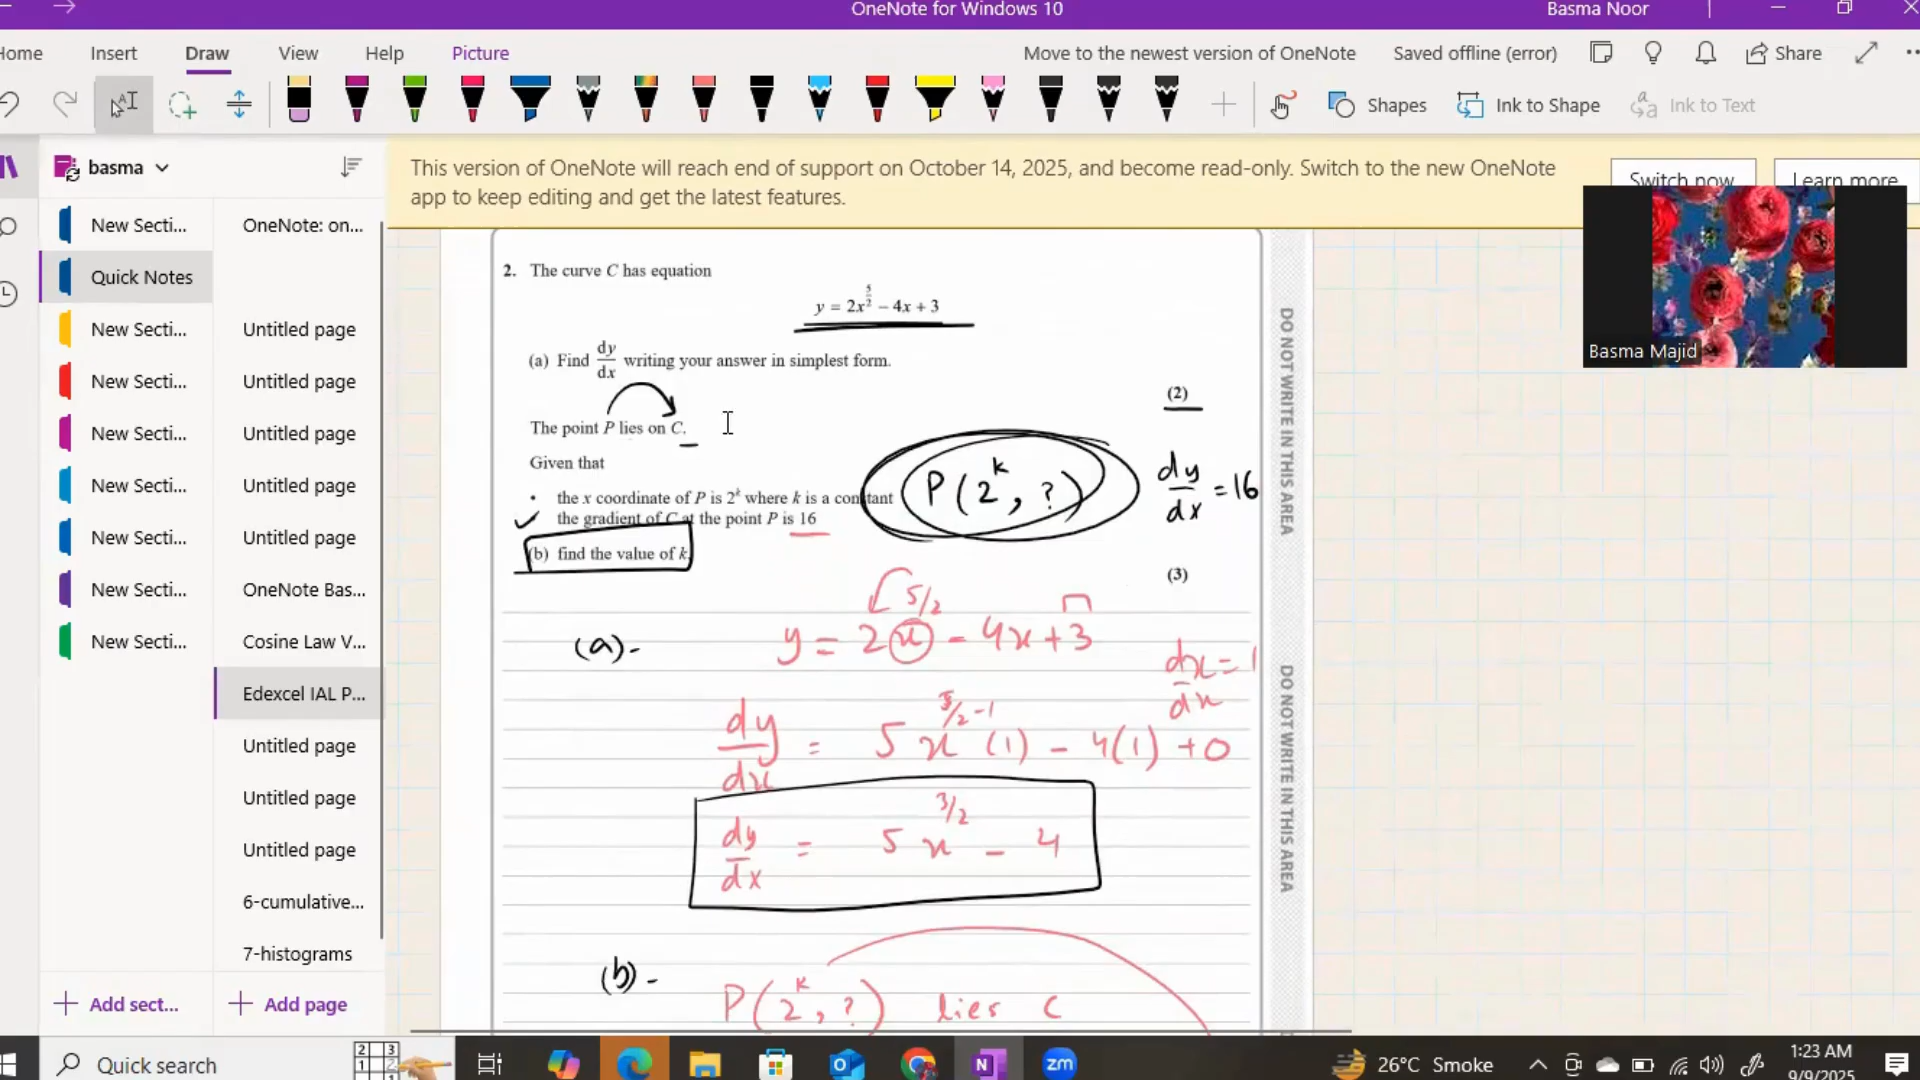 OneNote for Windows 10
Basma Noor
Home Insert Draw View Help Picture
Move to the newest version of OneNote Saved offline (error) Share
Shapes Ink to Shape Ink to Text
basma
This version of OneNote will reach end of support on October 14, 2025, and become read-only. Switch to the new OneNote
app to keep editing and get the latest features.
Switch now Learn more
New Secti...
Quick Notes
New Secti...
New Secti...
New Secti...
New Secti...
New Secti...
New Secti...
New Secti...
Add sect...
OneNote: on...
Untitled page
Untitled page
Untitled page
Untitled page
Untitled page
OneNote Bas...
Cosine Law V...
Edexcel IAL P...
Untitled page
Untitled page
Untitled page
6-cumulative...
7-histograms
Add page
Basma Majid
2. The curve C has equation
y = 2x^{5/2} − 4x + 3
(a) Find dy/dx writing your answer in simplest form.
(2)
The point P lies on C.
Given that
• the x coordinate of P is 2^k where k is a constant
the gradient of C at the point P is 16
P(2^k, ?) dy/dx = 16
(b) find the value of k.
(3)
(a)- y = 2x^{5/2} - 4x + 3
dx/dx = 1
dy/dx = 5x^{5/2 - 1} (1) - 4(1) + 0
dy/dx = 5x^{3/2} - 4
(b)- P(2^k, ?) lies C
DO NOT WRITE IN THIS AREA
DO NOT WRITE IN THIS AREA
Quick search
26°C Smoke
1:23 AM
9/9/2025